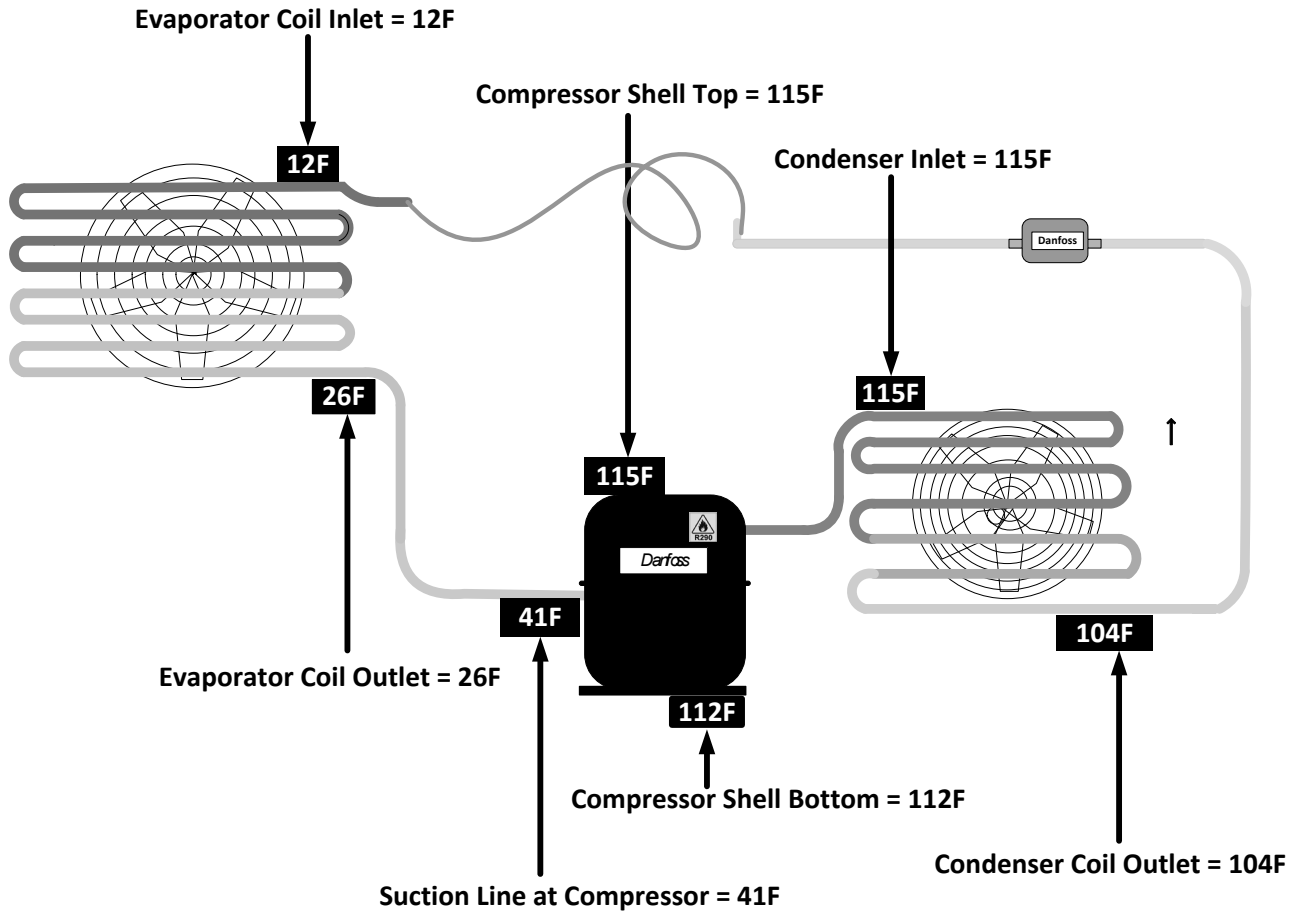 Evaporator Coil Inlet = 12F
Compressor Shell Top = 115F
Condenser Inlet = 115F
12F
Danfoss
26F
115F
115F
R290
Danfoss
41F
104F
Evaporator Coil Outlet = 26F
112F
Compressor Shell Bottom = 112F
Condenser Coil Outlet = 104F
Suction Line at Compressor = 41F